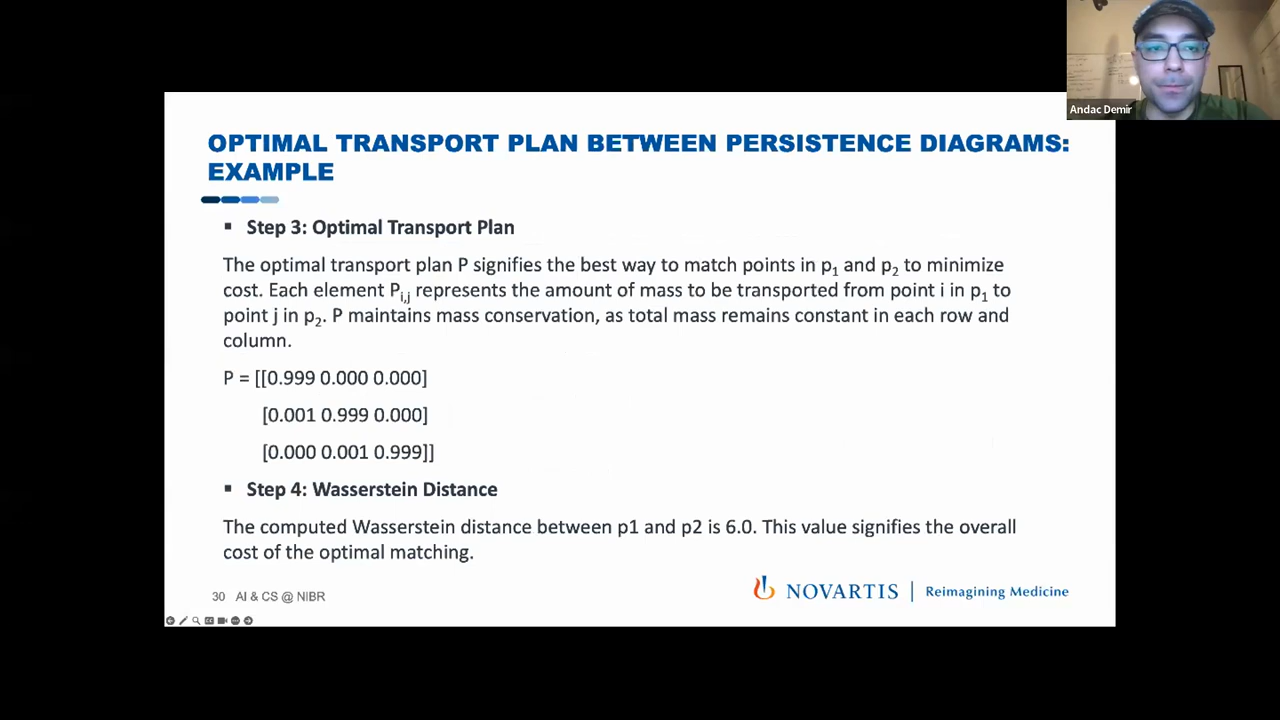 Andac Demir
OPTIMAL TRANSPORT PLAN BETWEEN PERSISTENCE DIAGRAMS:
EXAMPLE
▪ Step 3: Optimal Transport Plan
The optimal transport plan P signifies the best way to match points in p₁ and p₂ to minimize
cost. Each element Pᵢ,ⱼ represents the amount of mass to be transported from point i in p₁ to
point j in p₂. P maintains mass conservation, as total mass remains constant in each row and
column.
P = [[0.999 0.000 0.000]
[0.001 0.999 0.000]
[0.000 0.001 0.999]]
▪ Step 4: Wasserstein Distance
The computed Wasserstein distance between p1 and p2 is 6.0. This value signifies the overall
cost of the optimal matching.
30 AI & CS @ NIBR
NOVARTIS | Reimagining Medicine